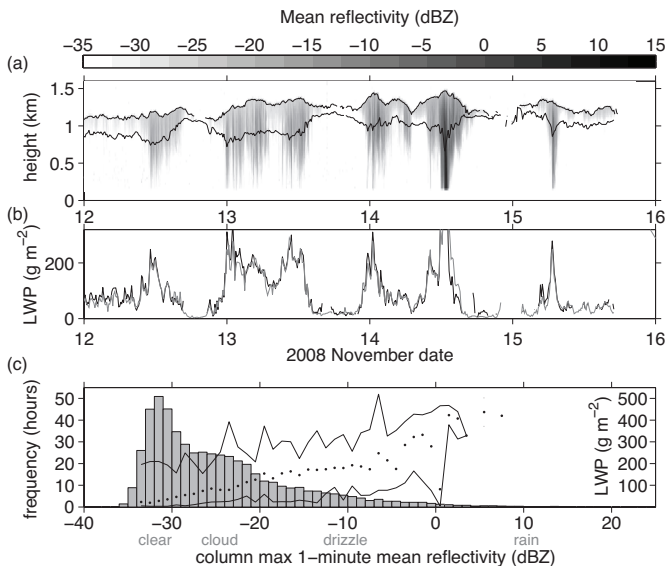 Mean reflectivity (dBZ)
−35 −30 −25 −20 −15 −10 −5 0 5 10 15
(a)
1.5
1
0.5
0
height (km)
12 13 14 15 16
(b)
200
0
LWP (g m−2)
12 13 14 15 16
2008 November date
(c)
50 500
40 400
30 300
20 200
10 100
0
frequency (hours)
LWP (g m−2)
−40 −30 −20 −10 0 10 20
clear cloud drizzle rain
column max 1−minute mean reflectivity (dBZ)